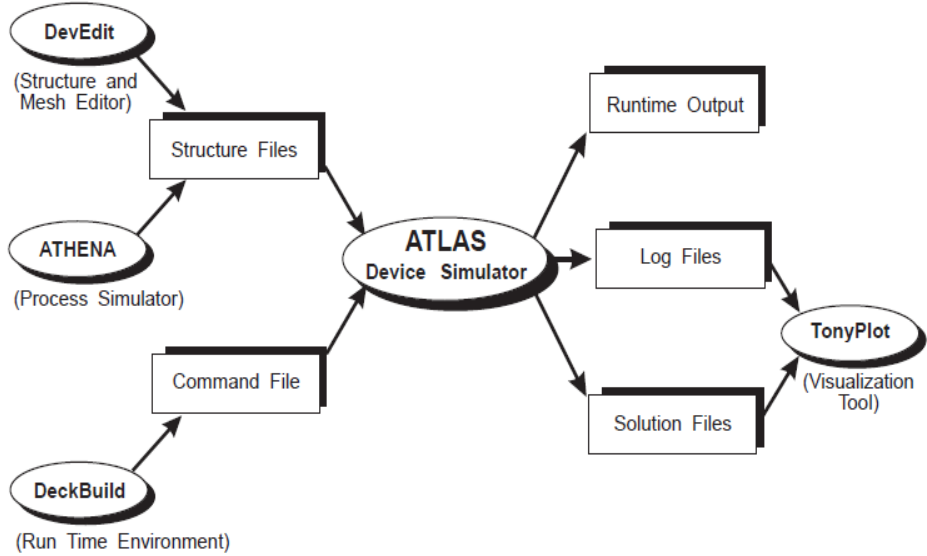 DevEdit
(Structure and
Mesh Editor)
Structure Files
ATHENA
(Process Simulator)
Command File
DeckBuild
(Run Time Environment)
ATLAS
Device Simulator
Runtime Output
Log Files
Solution Files
TonyPlot
(Visualization
Tool)